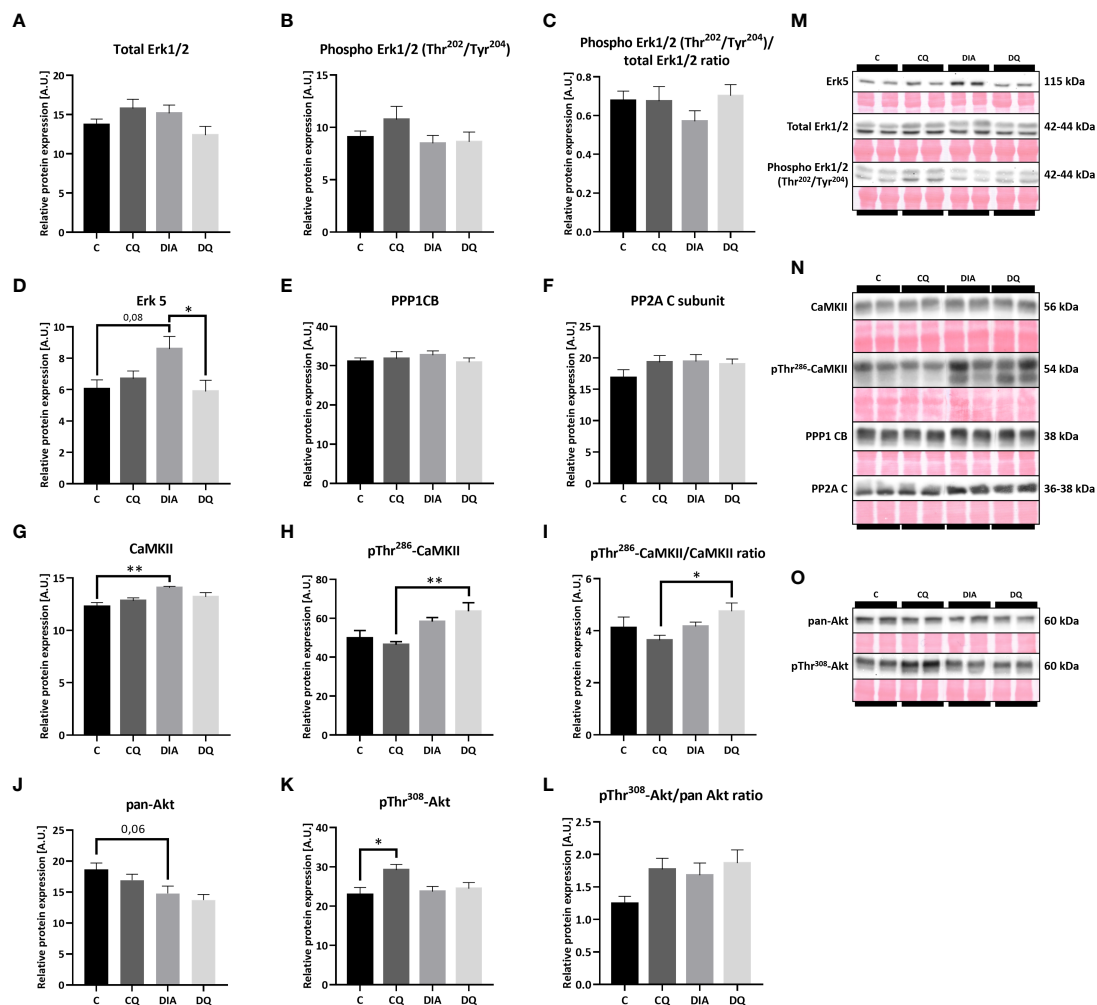 A
Total Erk1/2
Relative protein expression [A.U.]
20
15
10
5
0
C CQ DIA DQ
B
Phospho Erk1/2 (Thr²⁰²/Tyr²⁰⁴)
Relative protein expression [A.U.]
15
10
5
0
C CQ DIA DQ
C
Phospho Erk1/2 (Thr²⁰²/Tyr²⁰⁴)/
total Erk1/2 ratio
Relative protein expression [A.U.]
0.8
0.6
0.4
0.2
0.0
C CQ DIA DQ
D
Erk 5
Relative protein expression [A.U.]
10
8
6
4
2
0
0,08
*
C CQ DIA DQ
E
PPP1CB
Relative protein expression [A.U.]
40
30
20
10
0
C CQ DIA DQ
F
PP2A C subunit
Relative protein expression [A.U.]
25
20
15
10
5
0
C CQ DIA DQ
G
CaMKII
Relative protein expression [A.U.]
15
10
5
0
**
C CQ DIA DQ
H
pThr²⁸⁶-CaMKII
Relative protein expression [A.U.]
80
60
40
20
0
**
C CQ DIA DQ
I
pThr²⁸⁶-CaMKII/CaMKII ratio
Relative protein expression [A.U.]
6
4
2
0
*
C CQ DIA DQ
J
pan-Akt
Relative protein expression [A.U.]
25
20
15
10
5
0
0,06
C CQ DIA DQ
K
pThr³⁰⁸-Akt
Relative protein expression [A.U.]
40
30
20
10
0
*
C CQ DIA DQ
L
pThr³⁰⁸-Akt/pan Akt ratio
Relative protein expression [A.U.]
2.5
2.0
1.5
1.0
0.5
0.0
C CQ DIA DQ
M
C CQ DIA DQ
Erk5 115 kDa
Total Erk1/2 42-44 kDa
Phospho Erk1/2
(Thr²⁰²/Tyr²⁰⁴) 42-44 kDa
N
C CQ DIA DQ
CaMKII 56 kDa
pThr²⁸⁶-CaMKII 54 kDa
PPP1 CB 38 kDa
PP2A C 36-38 kDa
O
C CQ DIA DQ
pan-Akt 60 kDa
pThr³⁰⁸-Akt 60 kDa